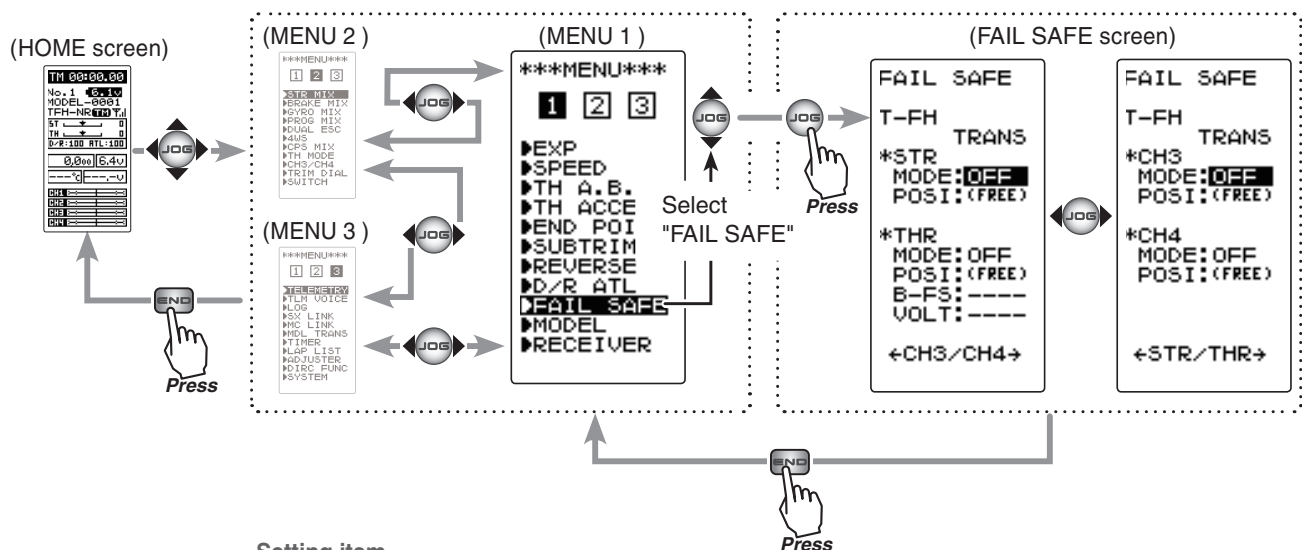 (HOME screen)
TM 00:00.00
No.1 6.1v
MODEL-0001
TFH-NR TM
ST 0
TH 0
D/R:100 ATL:100
6.4v
---°C ---.-v
CH1
CH2
CH3
CH4
JOG
END
Press
(MENU 2 )
***MENU***
1 2 3
STR MIX
BRAKE MIX
GYRO MIX
PROG MIX
DUAL ESC
4WS
CPS MIX
TH MODE
CH3/CH4
TRIM DIAL
SWITCH
(MENU 3 )
***MENU***
1 2 3
TELEMETRY
TLM VOICE
LOG
SX LINK
MC LINK
MDL TRANS
TIMER
LAP LIST
ADJUSTER
DIRC FUNC
SYSTEM
JOG
JOG
JOG
(MENU 1 )
***MENU***
1 2 3
EXP
SPEED
TH A.B.
TH ACCE
END POI
SUBTRIM
REVERSE
D/R ATL
FAIL SAFE
MODEL
RECEIVER
JOG
Select
"FAIL SAFE"
JOG
Press
(FAIL SAFE screen)
FAIL SAFE
T-FH
TRANS
*STR
MODE:OFF
POSI:(FREE)
*THR
MODE:OFF
POSI:(FREE)
B-FS:----
VOLT:----
←CH3/CH4→
JOG
FAIL SAFE
T-FH
TRANS
*CH3
MODE:OFF
POSI:(FREE)
*CH4
MODE:OFF
POSI:(FREE)
←STR/THR→
END
Press
Setting item